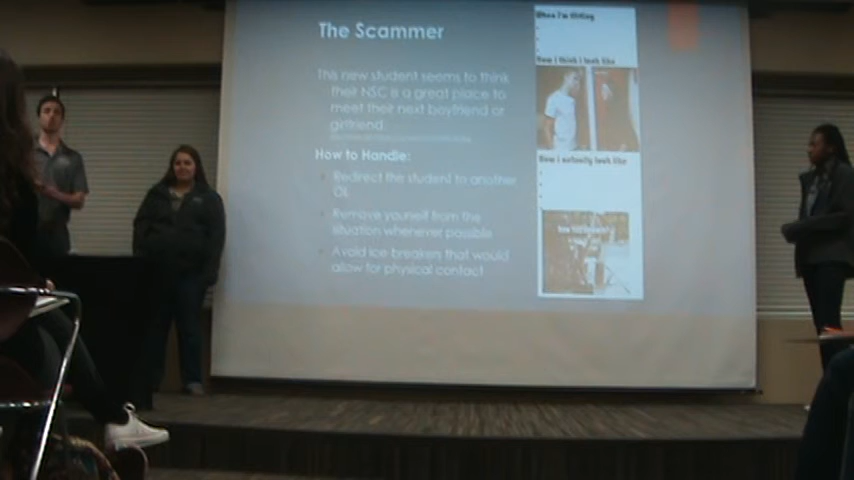 The Scammer
This new student seems to think
their NSC is a great place to
meet their next boyfriend or
girlfriend.
How to Handle:
Redirect the student to another
OL
Remove yourself from the
situation whenever possible
Avoid ice breakers that would
allow for physical contact
When I'm flirting
How I think I look like
How I actually look like